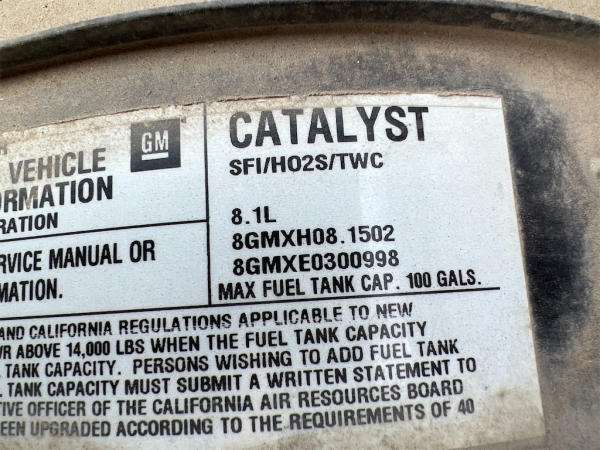 GM
VEHICLE
ORMATION
RATION
RVICE MANUAL OR
MATION.
CATALYST
SFI/HO2S/TWC
8.1L
8GMXH08.1502
8GMXE0300998
MAX FUEL TANK CAP. 100 GALS.
AND CALIFORNIA REGULATIONS APPLICABLE TO NEW
VR ABOVE 14,000 LBS WHEN THE FUEL TANK CAPACITY
L TANK CAPACITY. PERSONS WISHING TO ADD FUEL TANK
L TANK CAPACITY MUST SUBMIT A WRITTEN STATEMENT TO
TIVE OFFICER OF THE CALIFORNIA AIR RESOURCES BOARD
EEN UPGRADED ACCORDING TO THE REQUIREMENTS OF 40